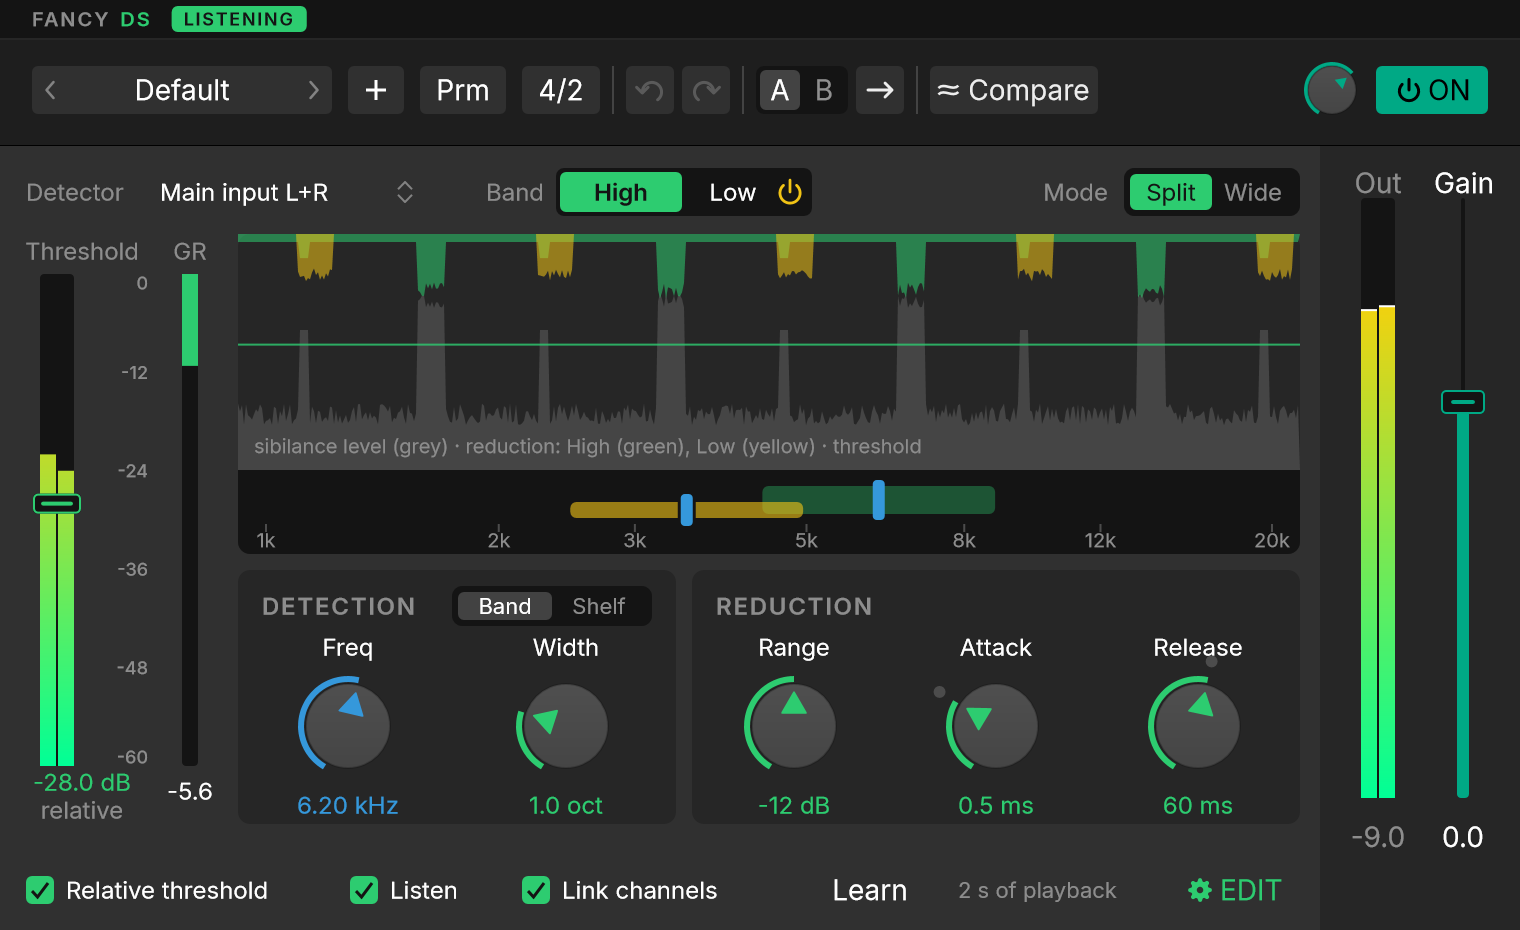 FANCY DS LISTENING
Default + Prm 4/2 A B → ≈ Compare ON
Detector Main input L+R Band High Low Mode Split Wide Out Gain
Threshold GR
0
-12
-24
-36
-48
-60
-28.0 dB
relative
-5.6
sibilance level (grey) · reduction: High (green), Low (yellow) · threshold
1k 2k 3k 5k 8k 12k 20k
DETECTION Band Shelf
Freq Width
6.20 kHz 1.0 oct
REDUCTION
Range Attack Release
-12 dB 0.5 ms 60 ms
-9.0 0.0
Relative threshold Listen Link channels Learn 2 s of playback EDIT